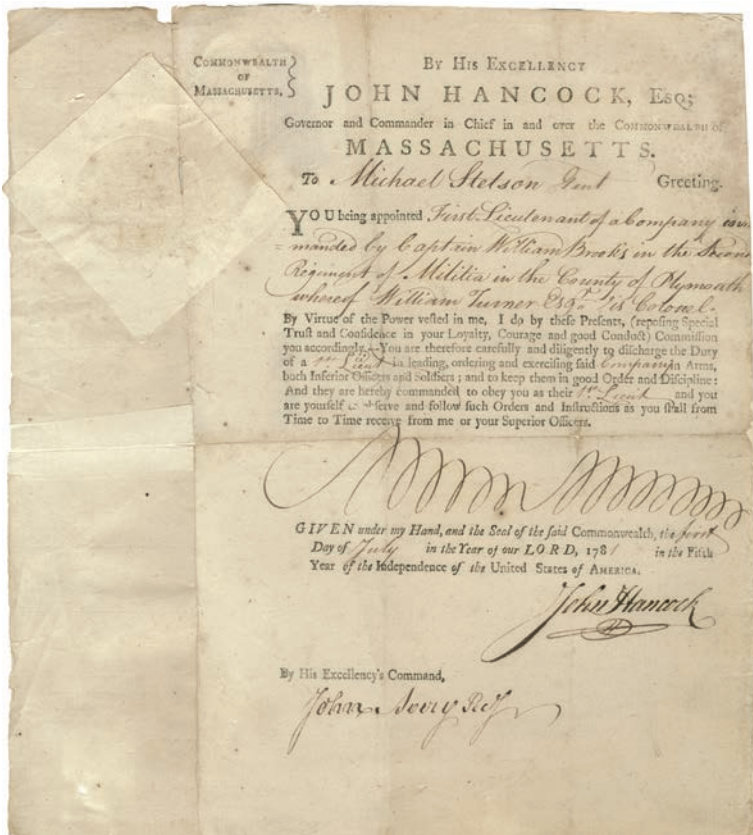 COMMONWEALTH
OF
MASSACHUSETTS.
BY HIS EXCELLENCY
JOHN HANCOCK, ESQ;
Governor and Commander in Chief in and over the COMMONWEALTH of
MASSACHUSETTS.
To Michael Stetson Gent Greeting.
YOU being appointed First Lieutenant of a Company com-
=manded by Captain William Brooks in the Second
Regiment of Militia in the County of Plymouth
whereof William Turner Esqr. is Colonel.
By Virtue of the Power vested in me, I do by these Presents, (reposing Special
Trust and Confidence in your Loyalty, Courage and good Conduct) Commission
you accordingly.—You are therefore carefully and diligently to discharge the Duty
of a 1st Lieut in leading, ordering and exercising said Company in Arms,
both Inferior Officers and Soldiers; and to keep them in good Order and Discipline:
And they are hereby commanded to obey you as their 1st Lieut and you
are yourself to observe and follow such Orders and Instructions as you shall from
Time to Time receive from me or your Superior Officers.
GIVEN under my Hand, and the Seal of the said Commonwealth, the first
Day of July in the Year of our LORD, 1781 in the Fifth
Year of the Independence of the United States of AMERICA.
John Hancock
By His Excellency's Command,
John Avery Secy